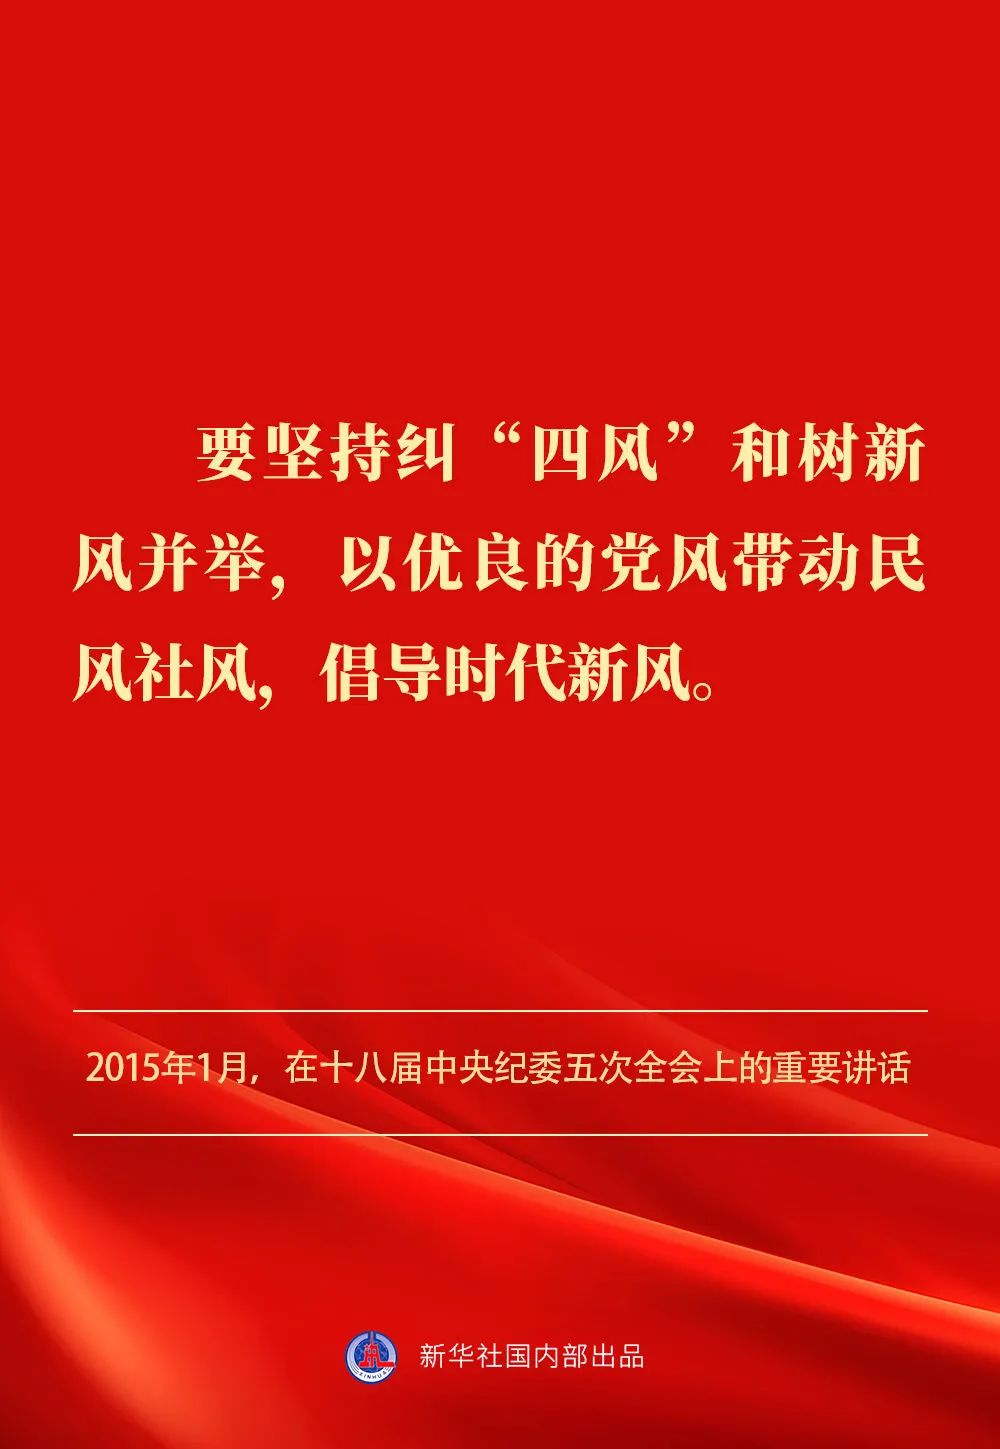 要坚持纠“四风”和树新
风并举，以优良的党风带动民
风社风，倡导时代新风。
2015年1月，在十八届中央纪委五次全会上的重要讲话
XINHUA
新华社国内部出品